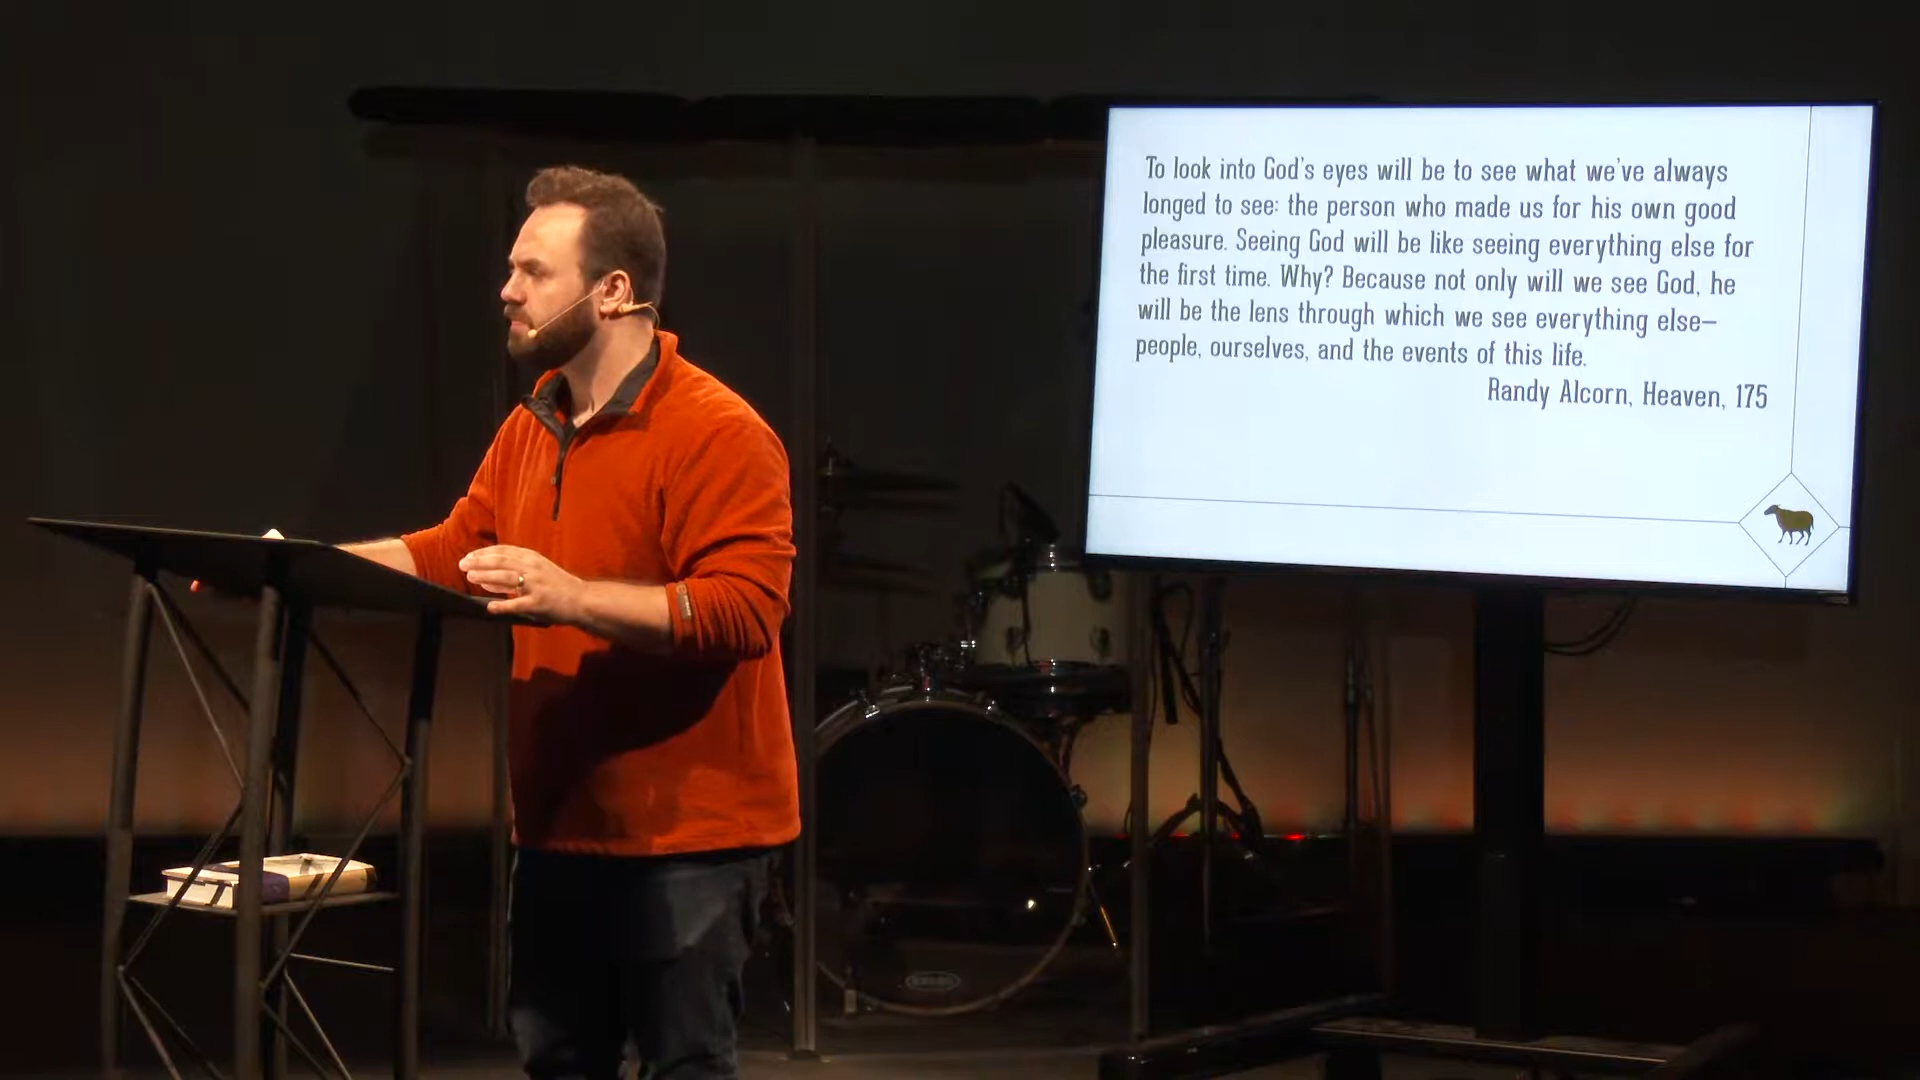 To look into God's eyes will be to see what we've always
longed to see: the person who made us for his own good
pleasure. Seeing God will be like seeing everything else for
the first time. Why? Because not only will we see God, he
will be the lens through which we see everything else—
people, ourselves, and the events of this life.
Randy Alcorn, Heaven, 175